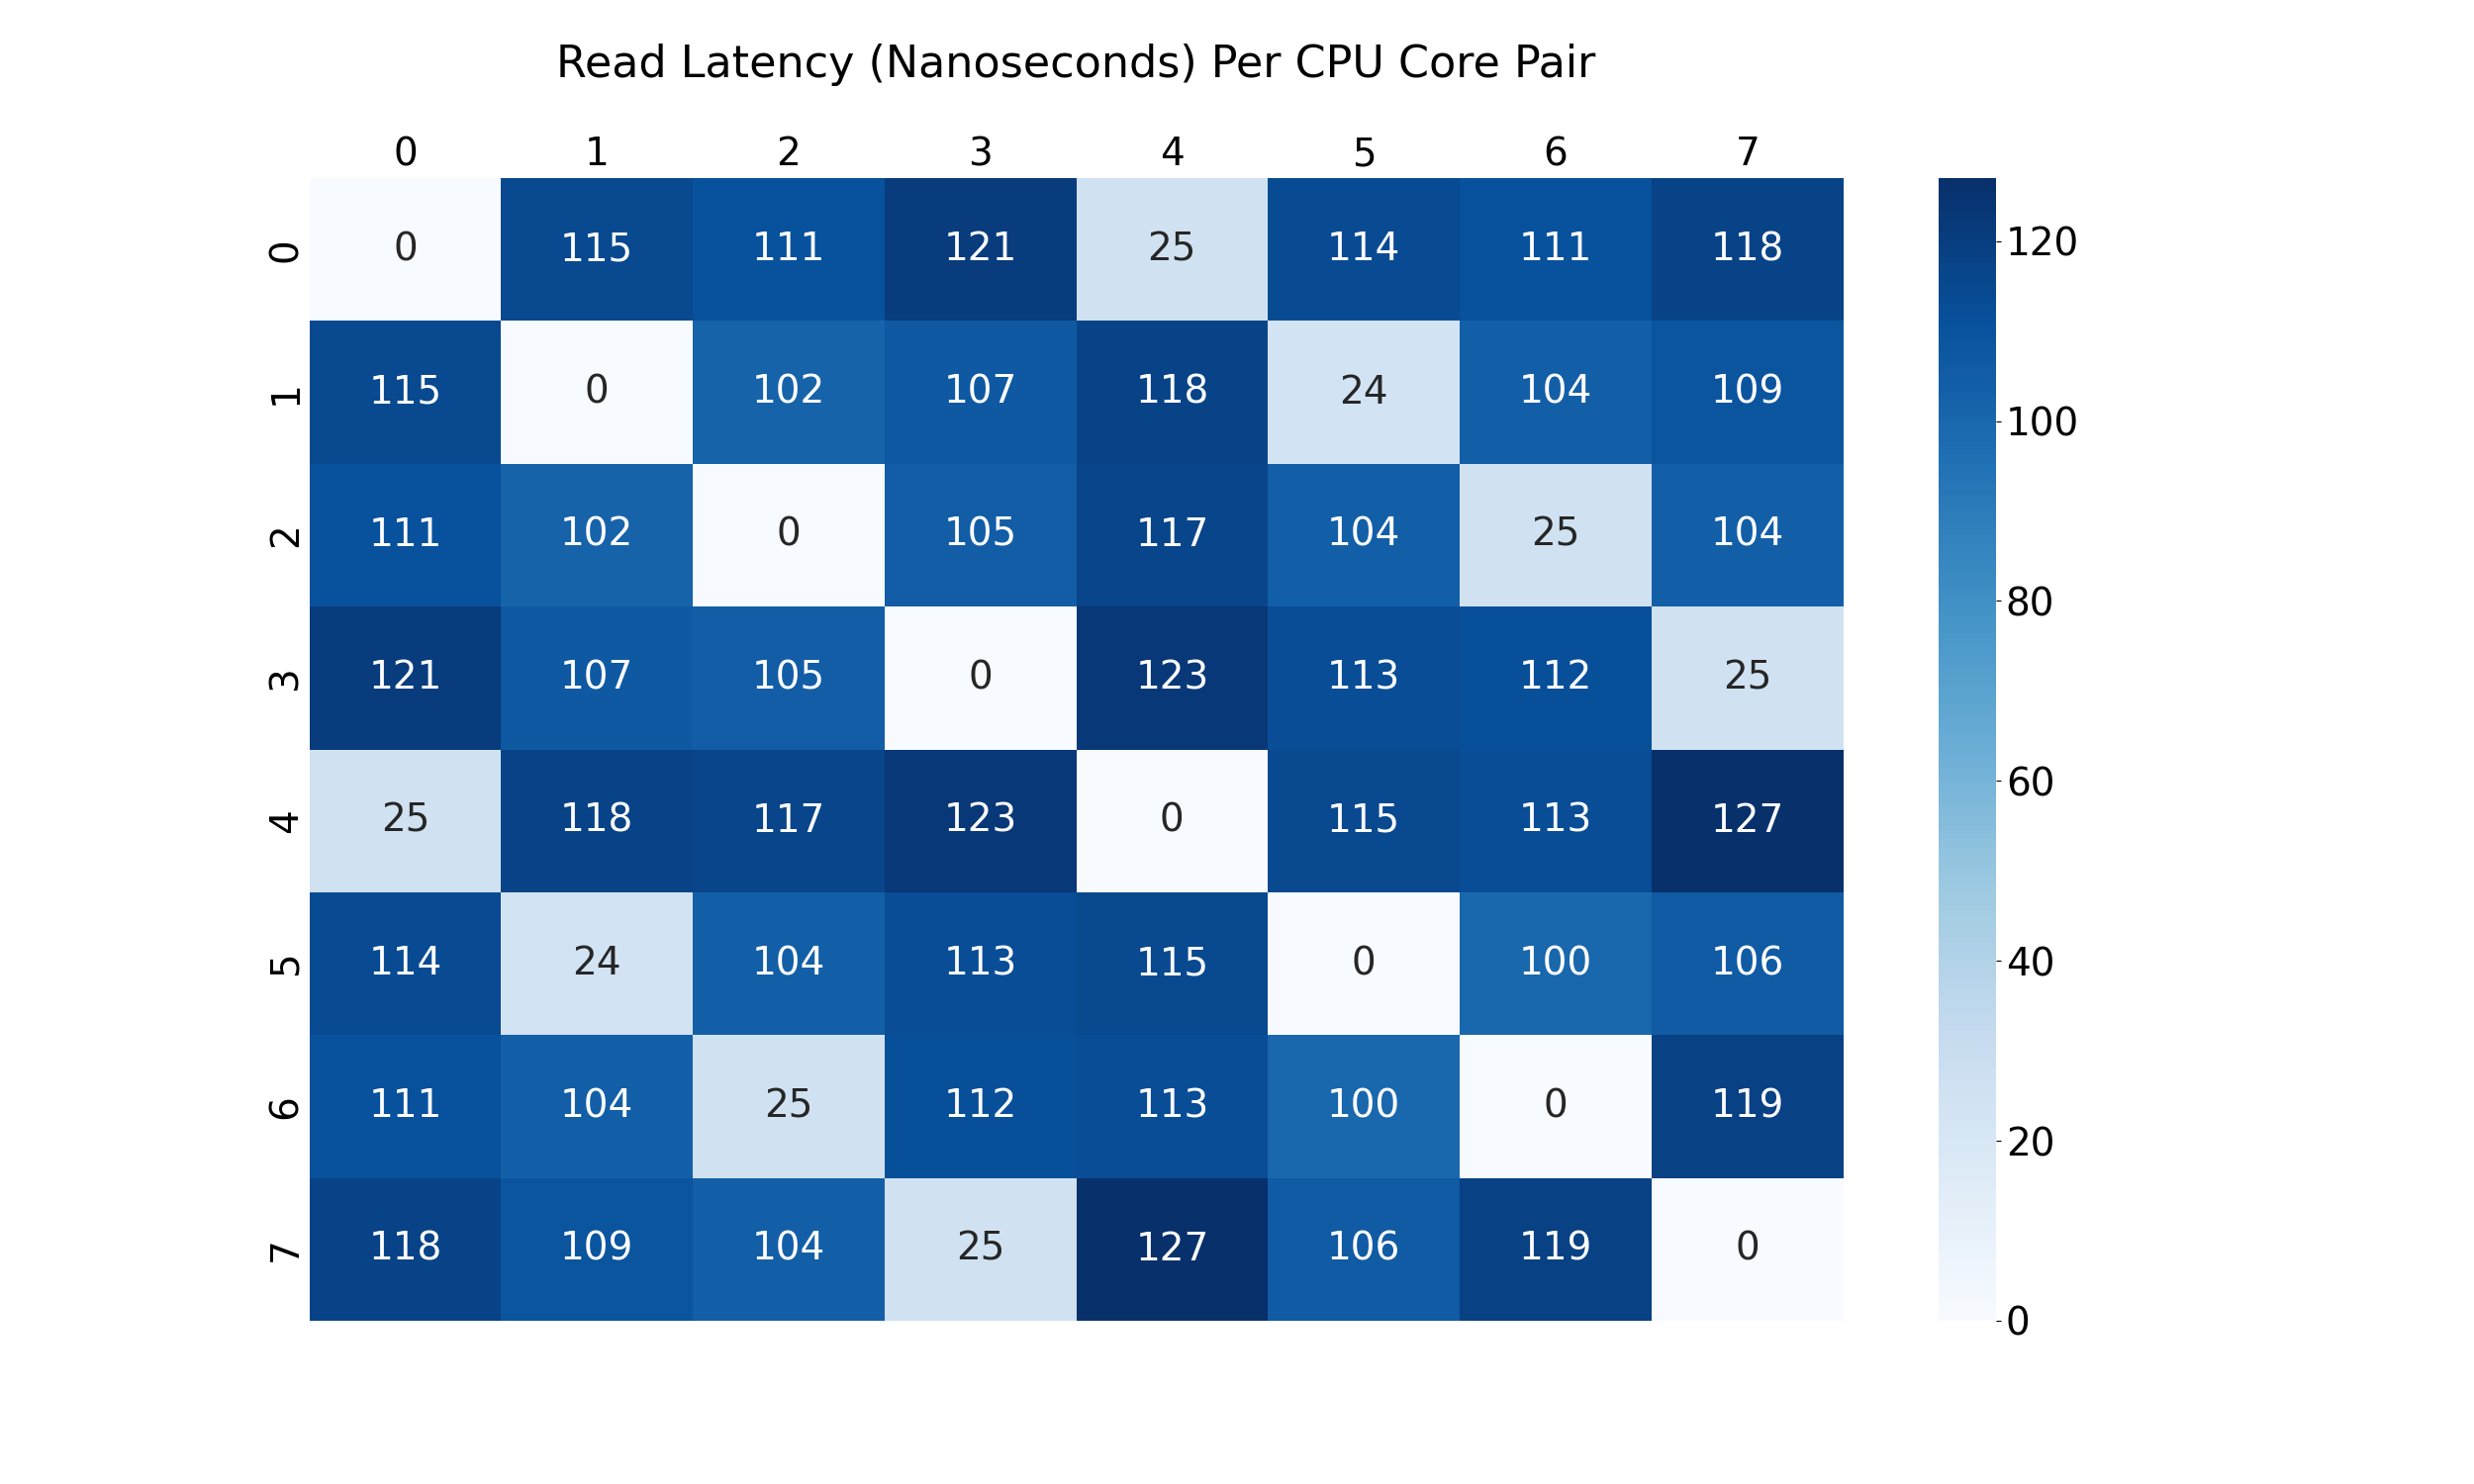 Read Latency (Nanoseconds) Per CPU Core Pair
0 1 2 3 4 5 6 7
0 0 115 111 121 25 114 111 118
1 115 0 102 107 118 24 104 109
2 111 102 0 105 117 104 25 104
3 121 107 105 0 123 113 112 25
4 25 118 117 123 0 115 113 127
5 114 24 104 113 115 0 100 106
6 111 104 25 112 113 100 0 119
7 118 109 104 25 127 106 119 0
120
100
80
60
40
20
0